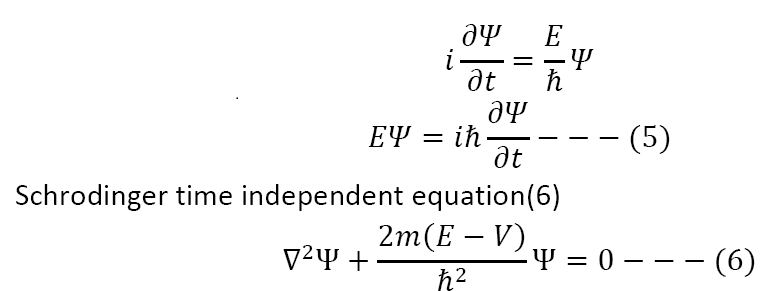 i ∂Ψ/∂t = E/ħ Ψ
EΨ = iħ ∂Ψ/∂t − − − (5)
Schrodinger time independent equation(6)
∇²Ψ + 2m(E − V)/ħ² Ψ = 0 − − − (6)